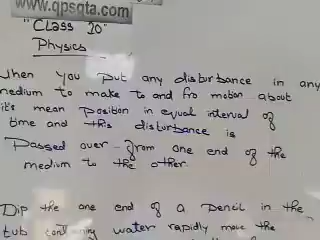 www.qpsqta.com
"Class 20"
Physics
When you put any disturbance in any
medium to make to and fro motion about
it's mean position in equal interval of
time and this disturbance is
Passed over from one end of the
medium to the other.
Dip the one end of a pencil in the
tub water rapidly move the